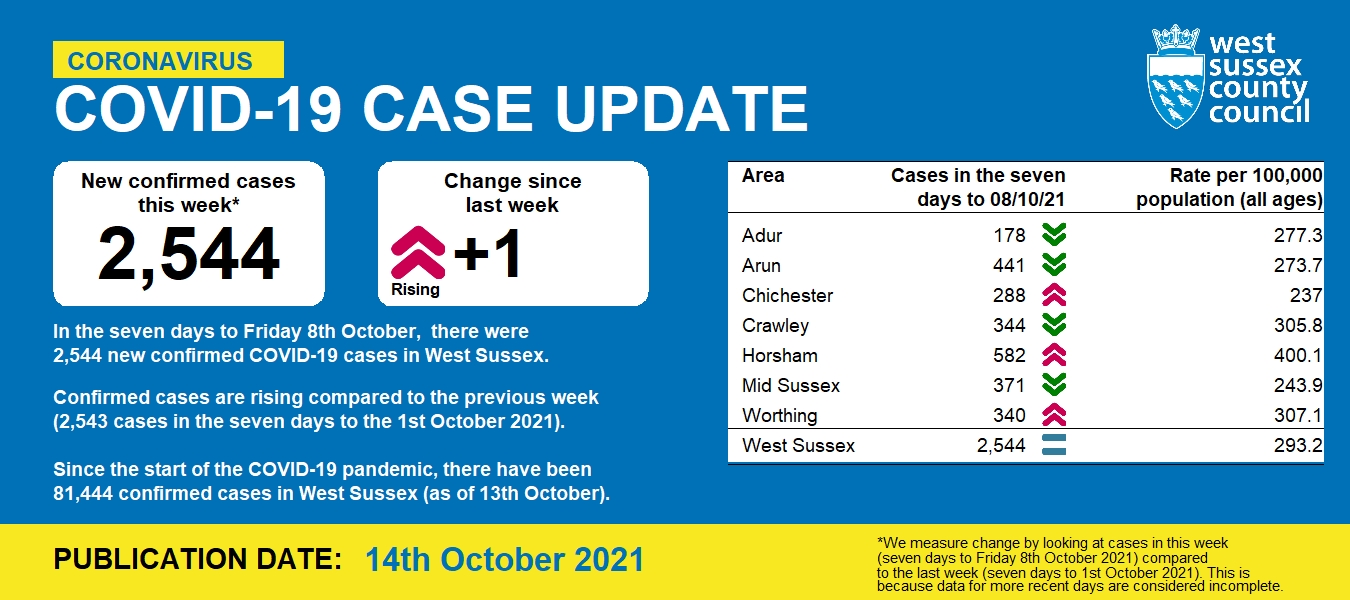 CORONAVIRUS
COVID-19 CASE UPDATE
west
sussex
county
council
New confirmed cases
this week*
2,544
Change since
last week
+1
Rising
In the seven days to Friday 8th October,  there were
2,544 new confirmed COVID-19 cases in West Sussex.
Confirmed cases are rising compared to the previous week
(2,543 cases in the seven days to the 1st October 2021).
Since the start of the COVID-19 pandemic, there have been
81,444 confirmed cases in West Sussex (as of 13th October).
Area Cases in the seven Rate per 100,000
days to 08/10/21 population (all ages)
Adur 178 277.3
Arun 441 273.7
Chichester 288 237
Crawley 344 305.8
Horsham 582 400.1
Mid Sussex 371 243.9
Worthing 340 307.1
West Sussex 2,544 293.2
PUBLICATION DATE: 14th October 2021
*We measure change by looking at cases in this week
(seven days to Friday 8th October 2021) compared
to the last week (seven days to 1st October 2021). This is
because data for more recent days are considered incomplete.